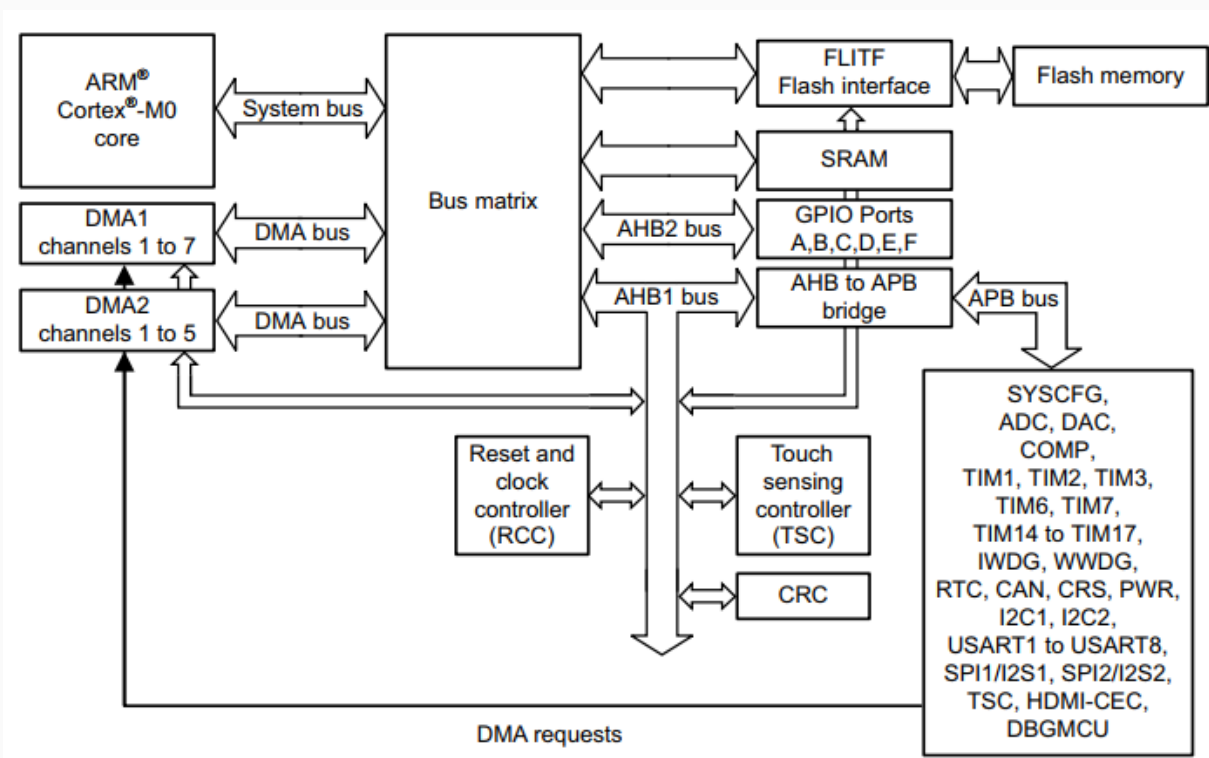 ARM®
Cortex®-M0
core
System bus
Bus matrix
FLITF
Flash interface
Flash memory
SRAM
DMA1
channels 1 to 7
DMA bus
AHB2 bus
GPIO Ports
A,B,C,D,E,F
DMA2
channels 1 to 5
DMA bus
AHB1 bus
AHB to APB
bridge
APB bus
Reset and
clock
controller
(RCC)
Touch
sensing
controller
(TSC)
CRC
SYSCFG,
ADC, DAC,
COMP,
TIM1, TIM2, TIM3,
TIM6, TIM7,
TIM14 to TIM17,
IWDG, WWDG,
RTC, CAN, CRS, PWR,
I2C1, I2C2,
USART1 to USART8,
SPI1/I2S1, SPI2/I2S2,
TSC, HDMI-CEC,
DBGMCU
DMA requests